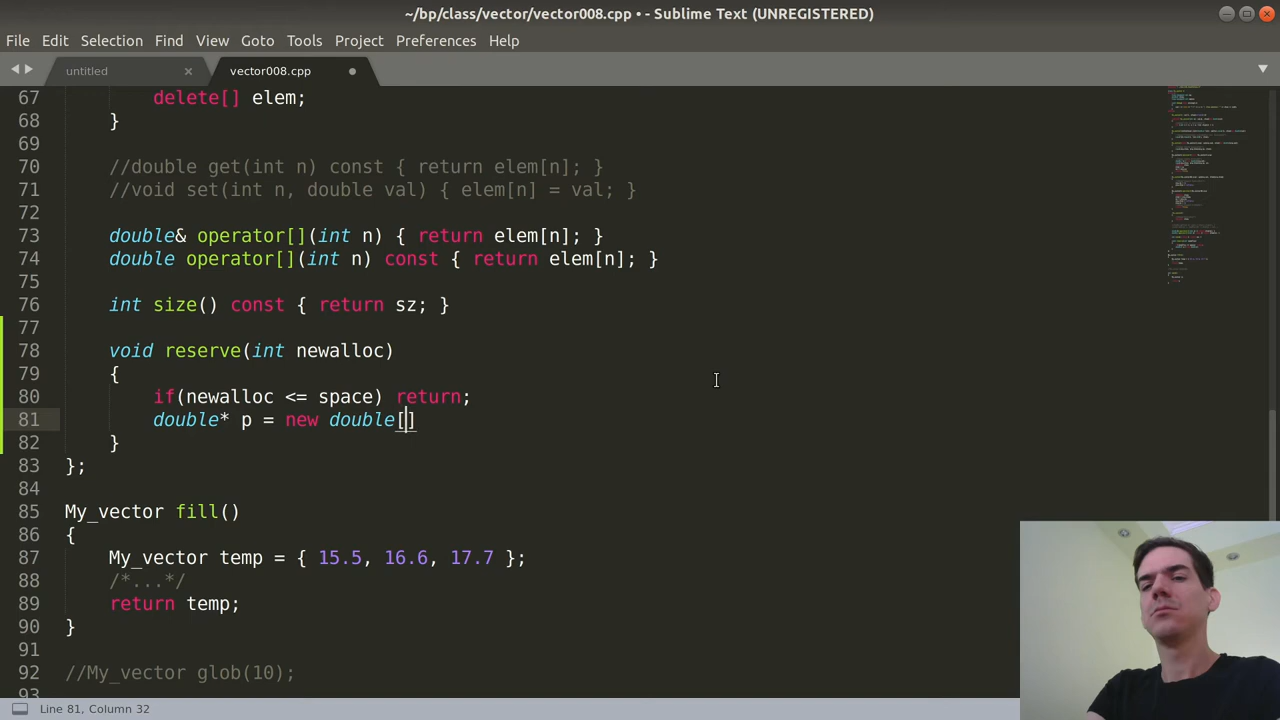 ~/bp/class/vector/vector008.cpp • - Sublime Text (UNREGISTERED)
File Edit Selection Find View Goto Tools Project Preferences Help
untitled vector008.cpp
67 delete[] elem;
68 }
69
70 //double get(int n) const { return elem[n]; }
71 //void set(int n, double val) { elem[n] = val; }
72
73 double& operator[](int n) { return elem[n]; }
74 double operator[](int n) const { return elem[n]; }
75
76 int size() const { return sz; }
77
78 void reserve(int newalloc)
79 {
80 if(newalloc <= space) return;
81 double* p = new double[]
82 }
83 };
84
85 My_vector fill()
86 {
87 My_vector temp = { 15.5, 16.6, 17.7 };
88 /*...*/
89 return temp;
90 }
91
92 //My_vector glob(10);
93
Line 81, Column 32